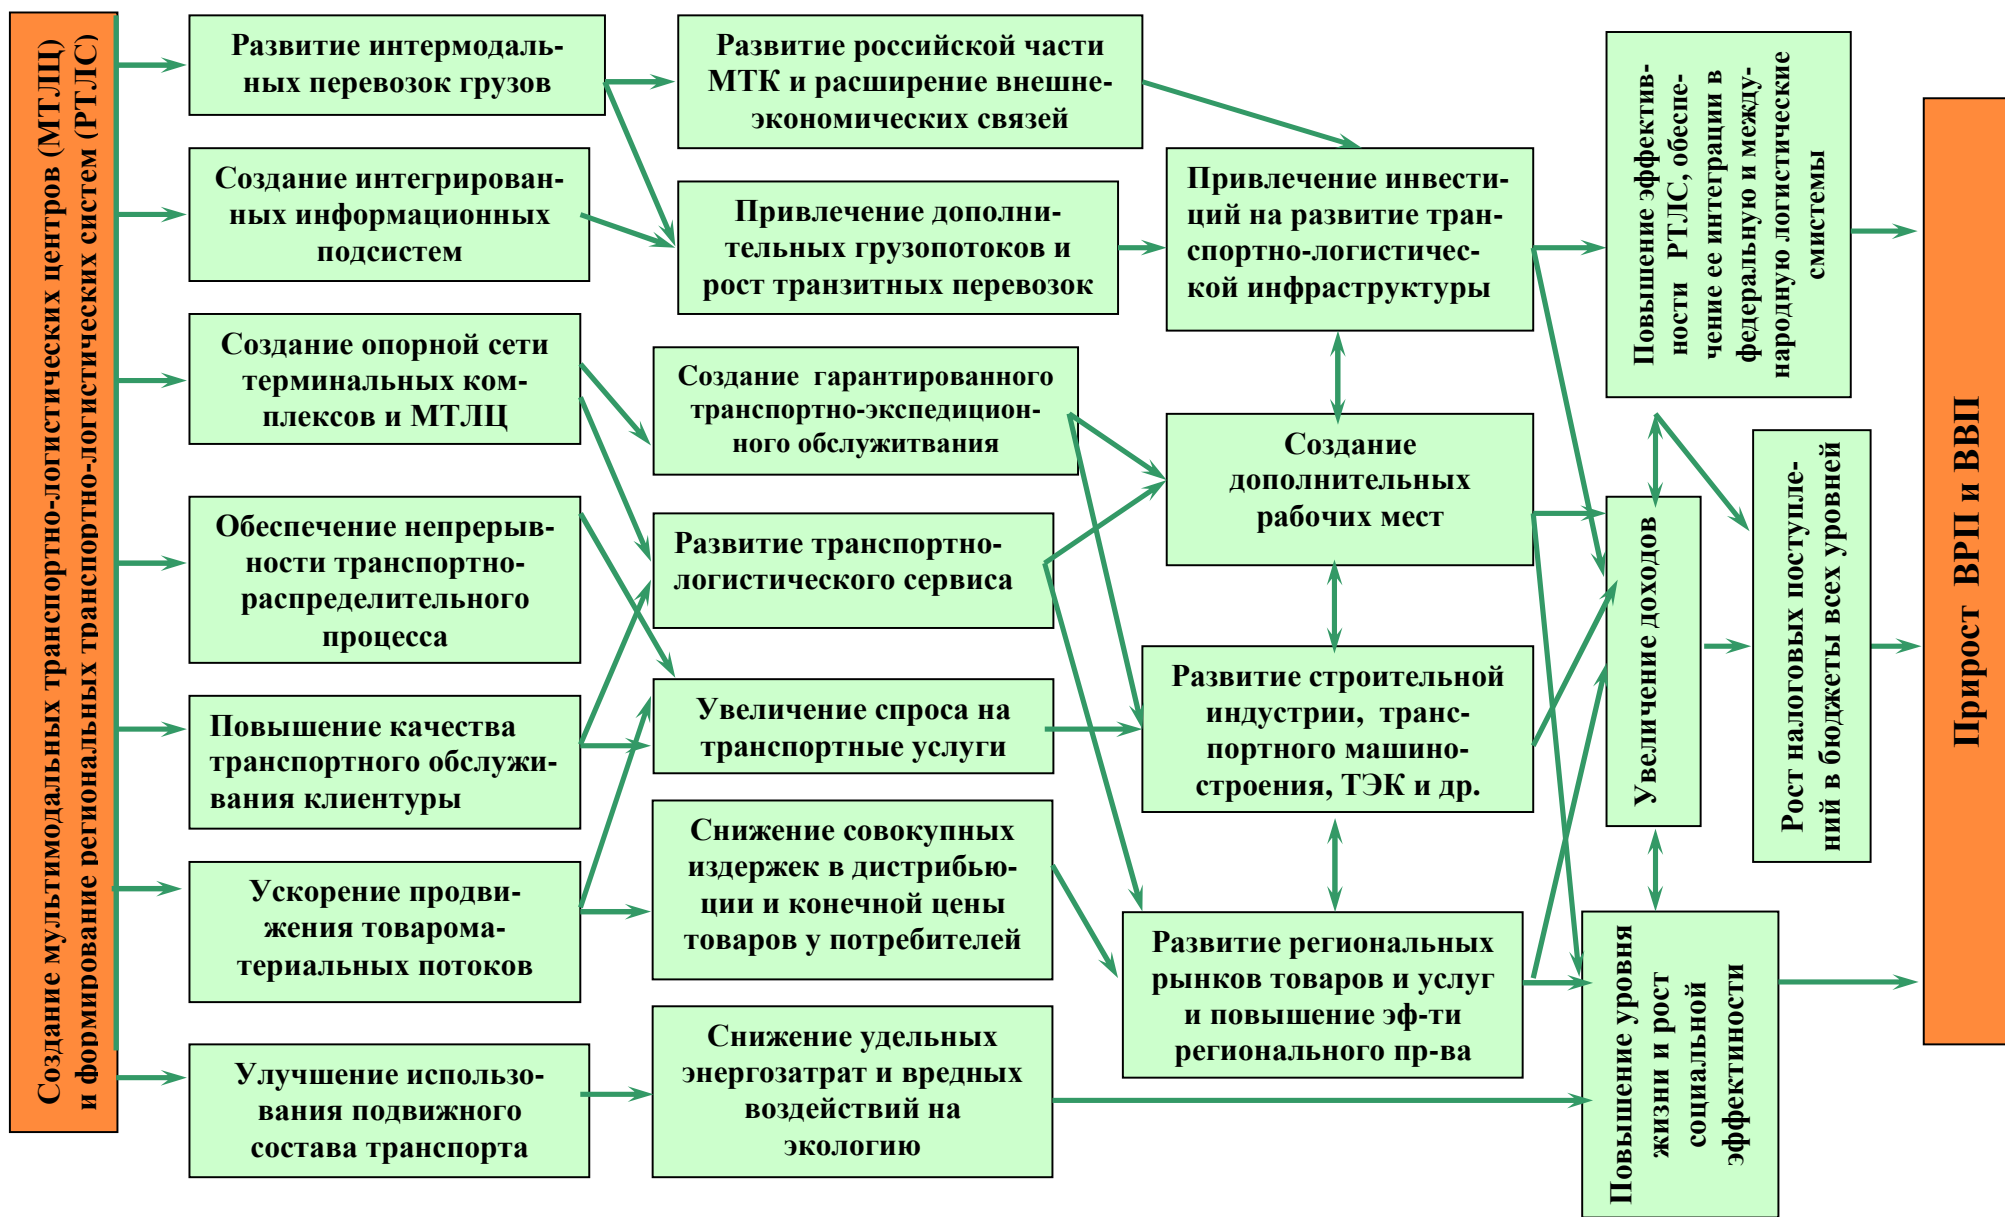 Создание мультимодальных транспортно-логистических центров (МТЛЦ)
и формирование региональных транспортно-логистических систем (РТЛС)
Развитие интермодаль-
ных перевозок грузов
Создание интегрирован-
ных информационных
подсистем
Создание опорной сети
терминальных ком-
плексов и МТЛЦ
Обеспечение непрерыв-
ности транспортно-
распределительного
процесса
Повышение качества
транспортного обслужи-
вания клиентуры
Ускорение продви-
жения товарома-
териальных потоков
Улучшение использо-
вания подвижного
состава транспорта
Развитие российской части
МТК и расширение внешне-
экономических связей
Привлечение дополни-
тельных грузопотоков и
рост транзитных перевозок
Создание гарантированного
транспортно-экспедицион-
ного обслужитвания
Развитие транспортно-
логистического сервиса
Увеличение спроса на
транспортные услуги
Снижение совокупных
издержек в дистрибью-
ции и конечной цены
товаров у потребителей
Снижение удельных
энергозатрат и вредных
воздействий на
экологию
Привлечение инвести-
ций на развитие тран-
спортно-логистичес-
кой инфраструктуры
Создание
дополнительных
рабочих мест
Развитие строительной
индустрии, транс-
портного машино-
строения, ТЭК и др.
Развитие региональных
рынков товаров и услуг
и повышение эф-ти
регионального пр-ва
Повышение эффектив-
ности РТЛС, обеспе-
чение ее интеграции в
федеральную и между-
народную логистические
смистемы
Увеличение доходов
Рост налоговых поступле-
ний в бюджеты всех уровней
Повышение уровня
жизни и рост
социальной
эффектиности
Прирост ВРП и ВВП